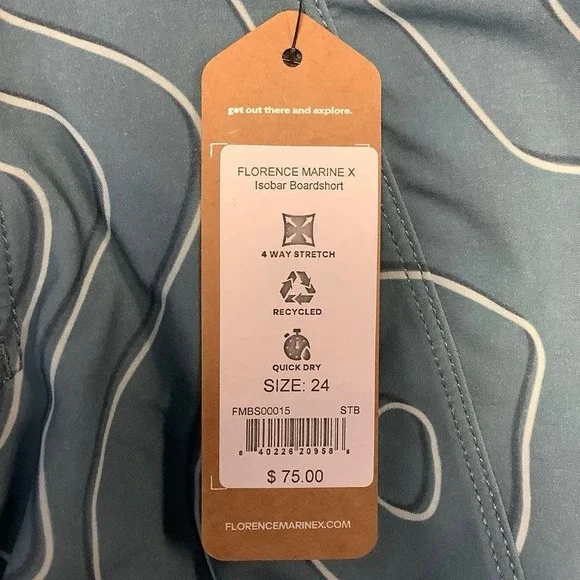 get out there and explore.
FLORENCE MARINE X
Isobar Boardshort
4 WAY STRETCH
RECYCLED
QUICK DRY
SIZE: 24
FMBS00015 STB
8 40226 20958 6
$ 75.00
FLORENCEMARINEX.COM